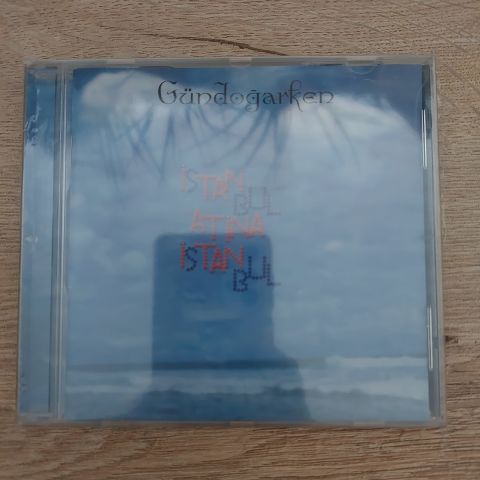 Gündoğarken
İSTAN
BUL
ATİNA
İSTAN
BUL